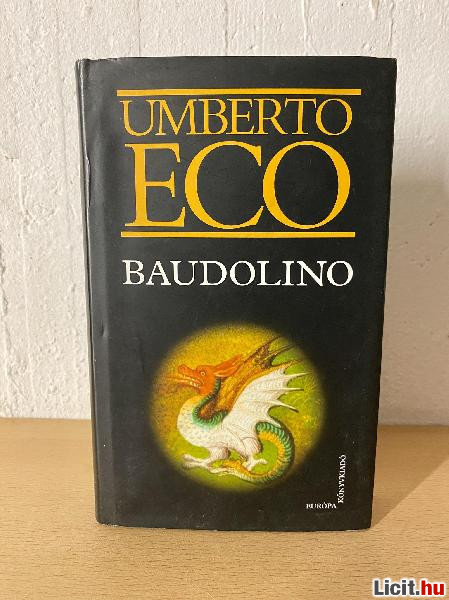 UMBERTO
ECO
BAUDOLINO
EURÓPA
KÖNYVKIADÓ
Licit.hu